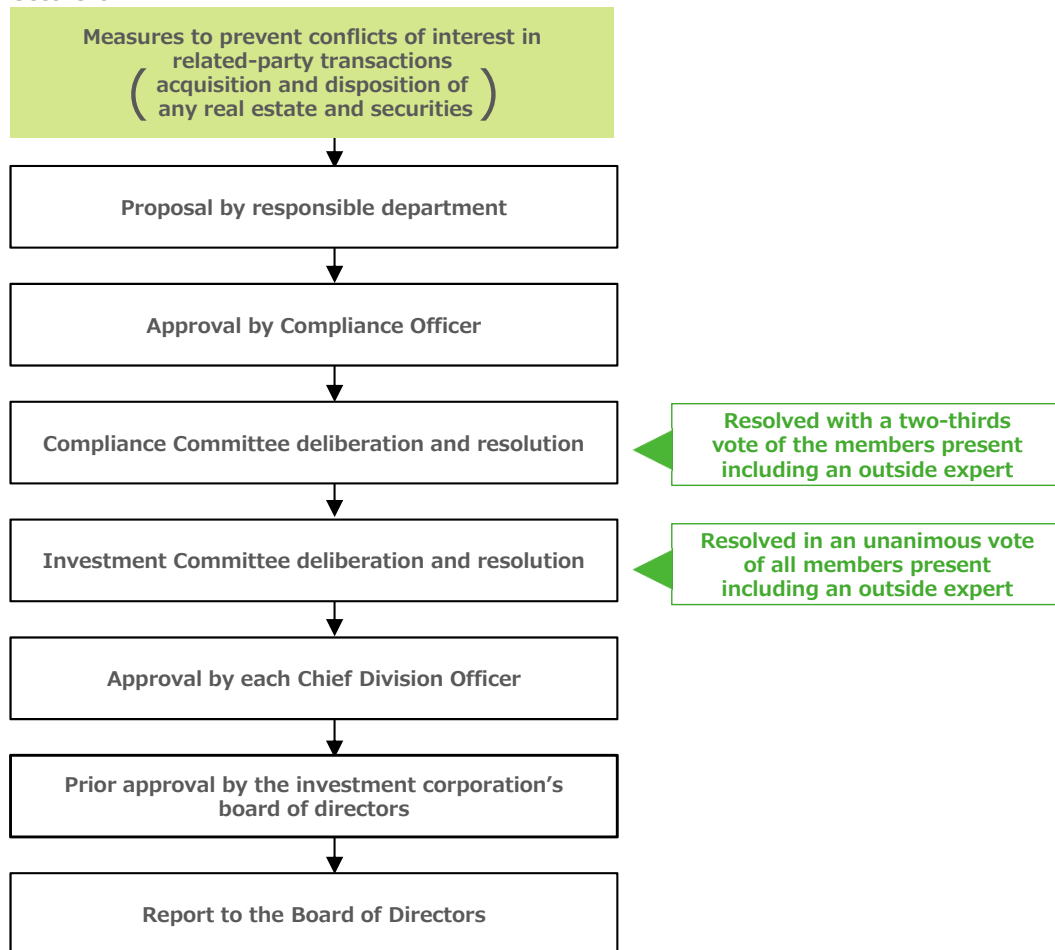 Measures to prevent conflicts of interest in
related-party transactions
( acquisition and disposition of
any real estate and securities )
Proposal by responsible department
Approval by Compliance Officer
Compliance Committee deliberation and resolution
Resolved with a two-thirds
vote of the members present
including an outside expert
Investment Committee deliberation and resolution
Resolved in an unanimous vote
of all members present
including an outside expert
Approval by each Chief Division Officer
Prior approval by the investment corporation’s
board of directors
Report to the Board of Directors